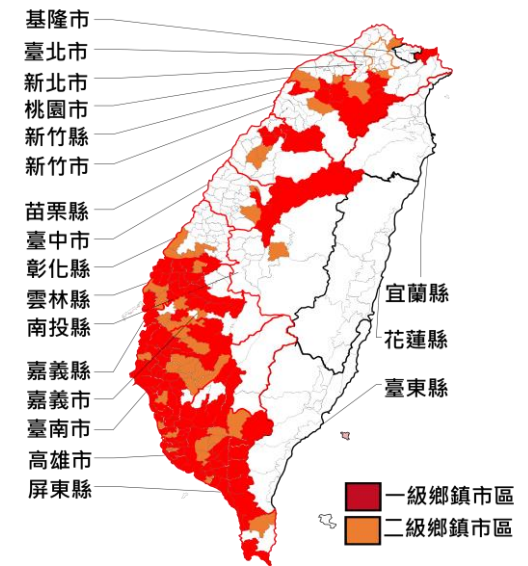 基隆市
臺北市
新北市
桃園市
新竹縣
新竹市
苗栗縣
臺中市
彰化縣
雲林縣
南投縣
嘉義縣
嘉義市
臺南市
高雄市
屏東縣
宜蘭縣
花蓮縣
臺東縣
一級鄉鎮市區
二級鄉鎮市區